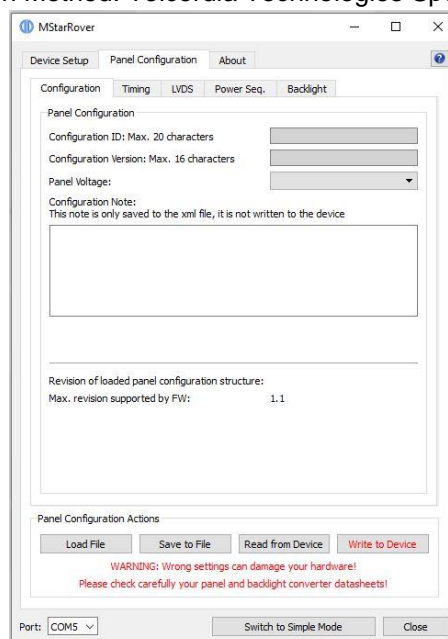 MStarRover
Device Setup Panel Configuration About
Configuration Timing LVDS Power Seq. Backlight
Panel Configuration
Configuration ID: Max. 20 characters
Configuration Version: Max. 16 characters
Panel Voltage:
Configuration Note:
This note is only saved to the xml file, it is not written to the device
Revision of loaded panel configuration structure:
Max. revision supported by FW: 1.1
Panel Configuration Actions
Load File Save to File Read from Device Write to Device
WARNING: Wrong settings can damage your hardware!
Please check carefully your panel and backlight converter datasheets!
Port: COM5 Switch to Simple Mode Close